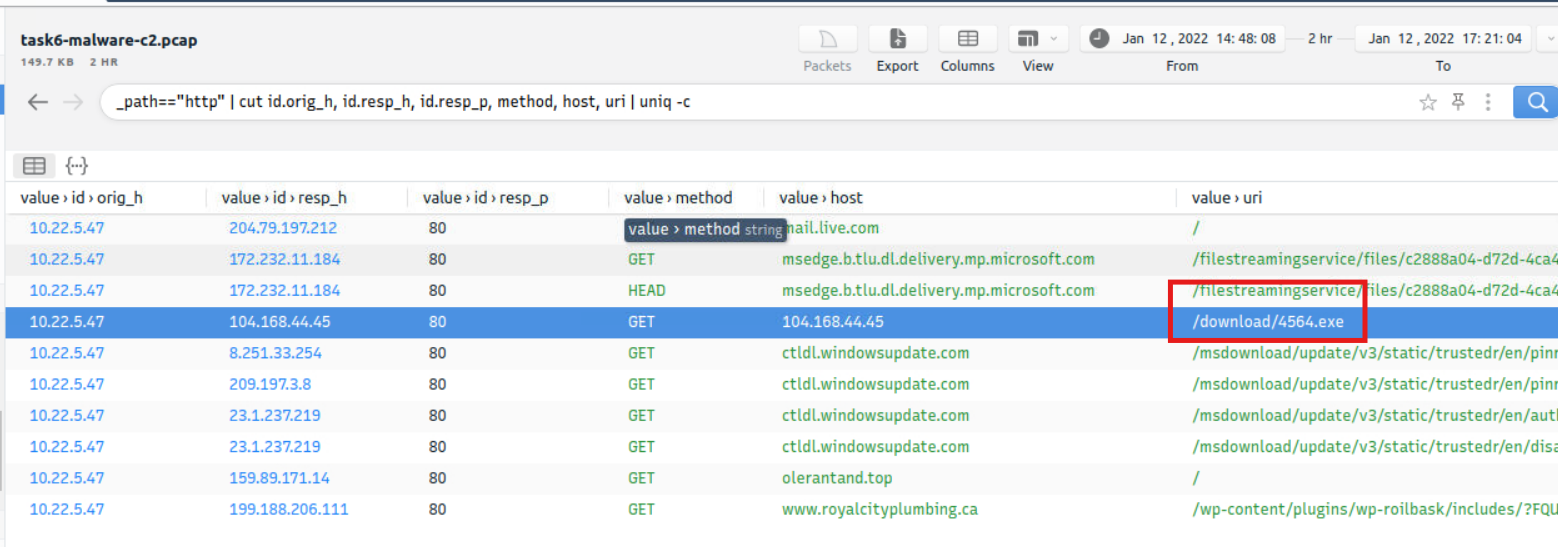 task6-malware-c2.pcap
149.7 KB 2 HR
Packets Export Columns View
Jan 12 , 2022 14: 48: 08 2 hr Jan 12 , 2022 17: 21: 04
From To
_path=="http" | cut id.orig_h, id.resp_h, id.resp_p, method, host, uri | uniq -c
{···}
value › id › orig_h value › id › resp_h value › id › resp_p value › method value › host value › uri
10.22.5.47 204.79.197.212 80 value › method string mail.live.com /
10.22.5.47 172.232.11.184 80 GET msedge.b.tlu.dl.delivery.mp.microsoft.com /filestreamingservice/files/c2888a04-d72d-4ca4
10.22.5.47 172.232.11.184 80 HEAD msedge.b.tlu.dl.delivery.mp.microsoft.com /filestreamingservice/files/c2888a04-d72d-4ca4
10.22.5.47 104.168.44.45 80 GET 104.168.44.45 /download/4564.exe
10.22.5.47 8.251.33.254 80 GET ctldl.windowsupdate.com /msdownload/update/v3/static/trustedr/en/pinr
10.22.5.47 209.197.3.8 80 GET ctldl.windowsupdate.com /msdownload/update/v3/static/trustedr/en/pinr
10.22.5.47 23.1.237.219 80 GET ctldl.windowsupdate.com /msdownload/update/v3/static/trustedr/en/auth
10.22.5.47 23.1.237.219 80 GET ctldl.windowsupdate.com /msdownload/update/v3/static/trustedr/en/disa
10.22.5.47 159.89.171.14 80 GET olerantand.top /
10.22.5.47 199.188.206.111 80 GET www.royalcityplumbing.ca /wp-content/plugins/wp-roilbask/includes/?FQU